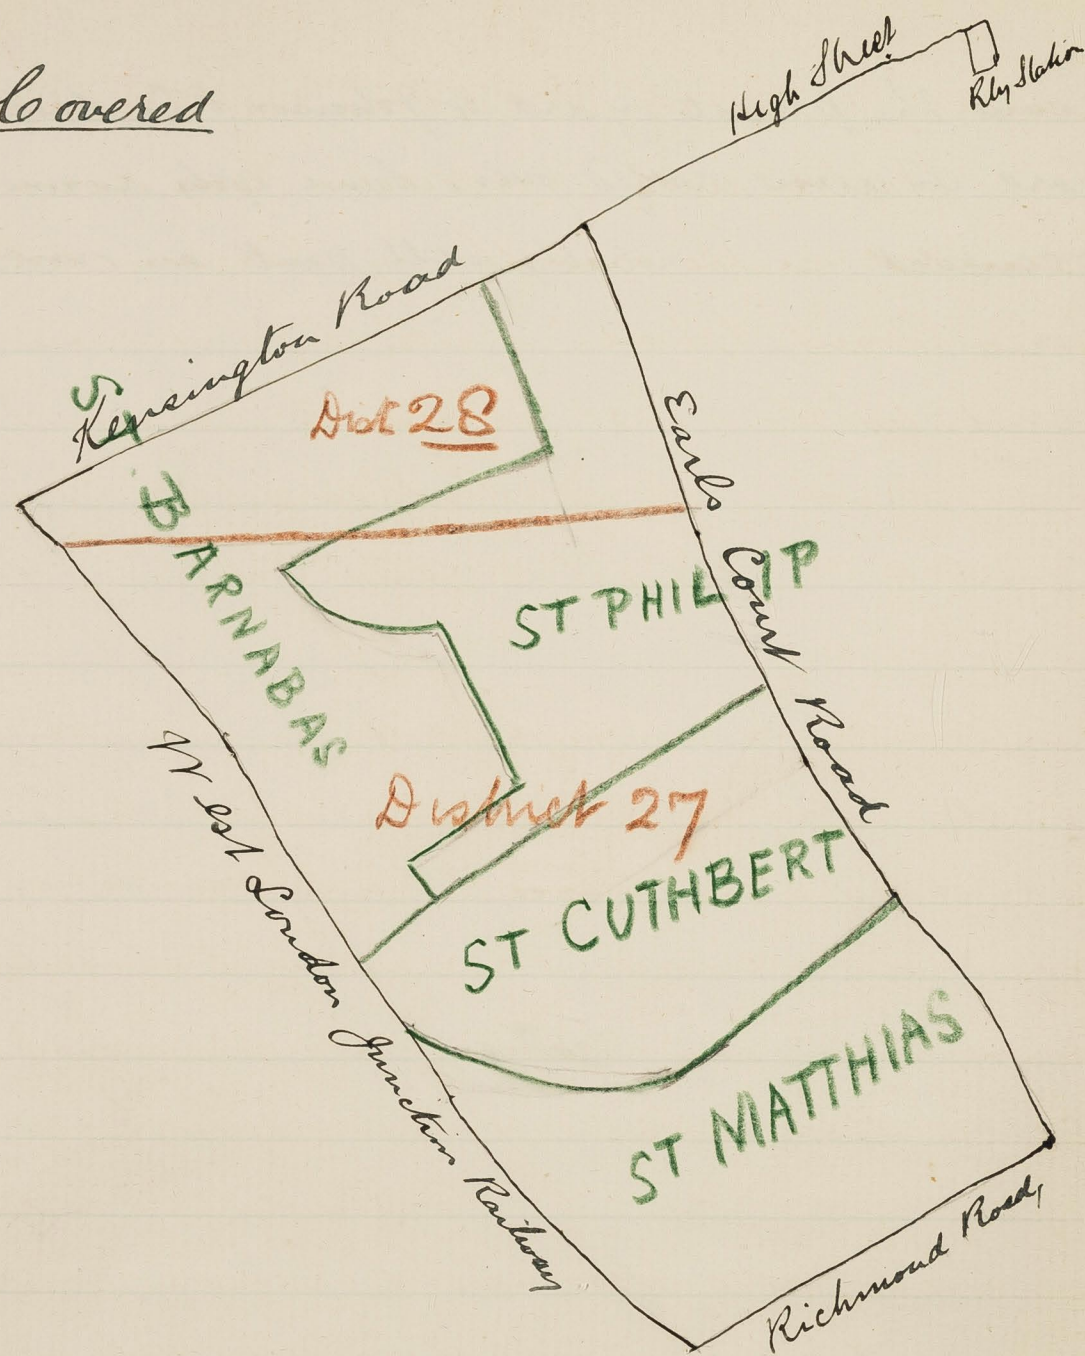 Covered
High Street
Rly Station
Kensington Road
Dist 28
Earls Court Road
ST BARNABAS
ST PHILIP
District 27
West London Junction Railway
ST CUTHBERT
ST MATTHIAS
Richmond Road,